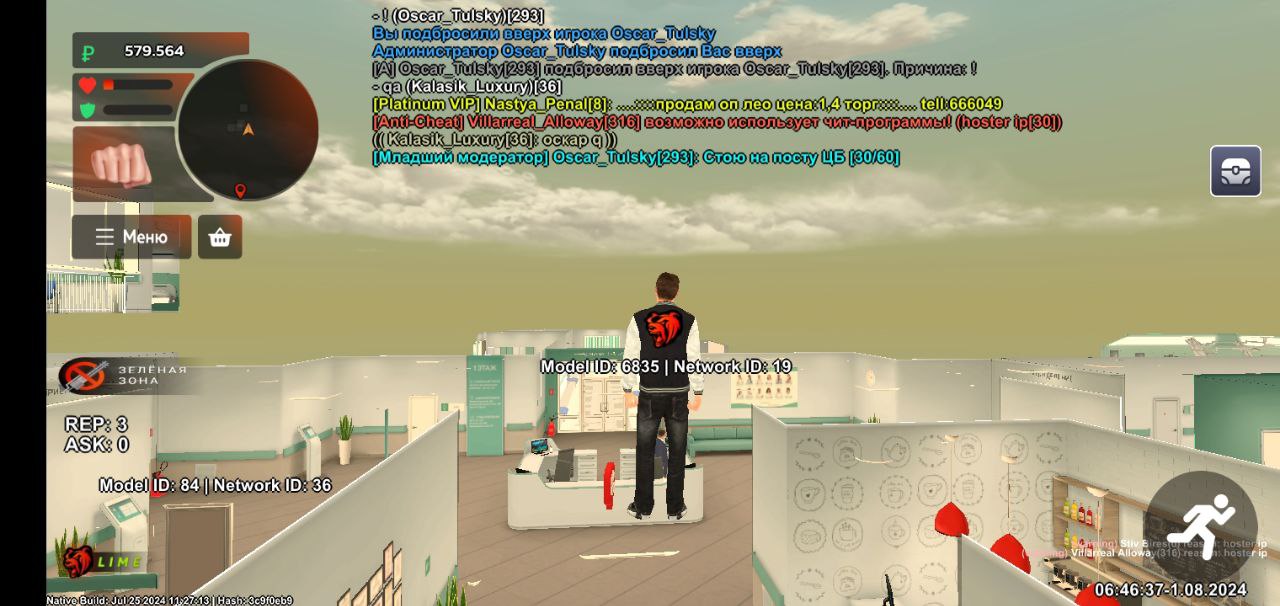 - ! (Oscar_Tulsky)[293]
Вы подбросили вверх игрока Oscar_Tulsky
Администратор Oscar_Tulsky подбросил Вас вверх
[A] Oscar_Tulsky[293] подбросил вверх игрока Oscar_Tulsky[293]. Причина: !
- qa (Kalasik_Luxury)[36]
[Platinum VIP] Nastya_Penal[8]: ....::::продам оп лео цена:1,4 торг::::.... tell:666049
[Anti-Cheat] Villarreal_Alloway[316] возможно использует чит-программы! (hoster ip[30])
(( Kalasik_Luxury[36]: оскар q ))
[Младший модератор] Oscar_Tulsky[293]: Стою на посту ЦБ [30/60]
₽ 579.564
Меню
ЗЕЛЁНАЯ
ЗОНА
REP: 3
ASK: 0
Model ID: 6835 | Network ID: 19
1 ЭТАЖ
Model ID: 84 | Network ID: 36
LIME
Villarreal Alloway(316) reason: hoster ip
06:46:37-1.08.2024
Native Build: Jul 25 2024 11:27:13 | Hash: 3c9f0eb9